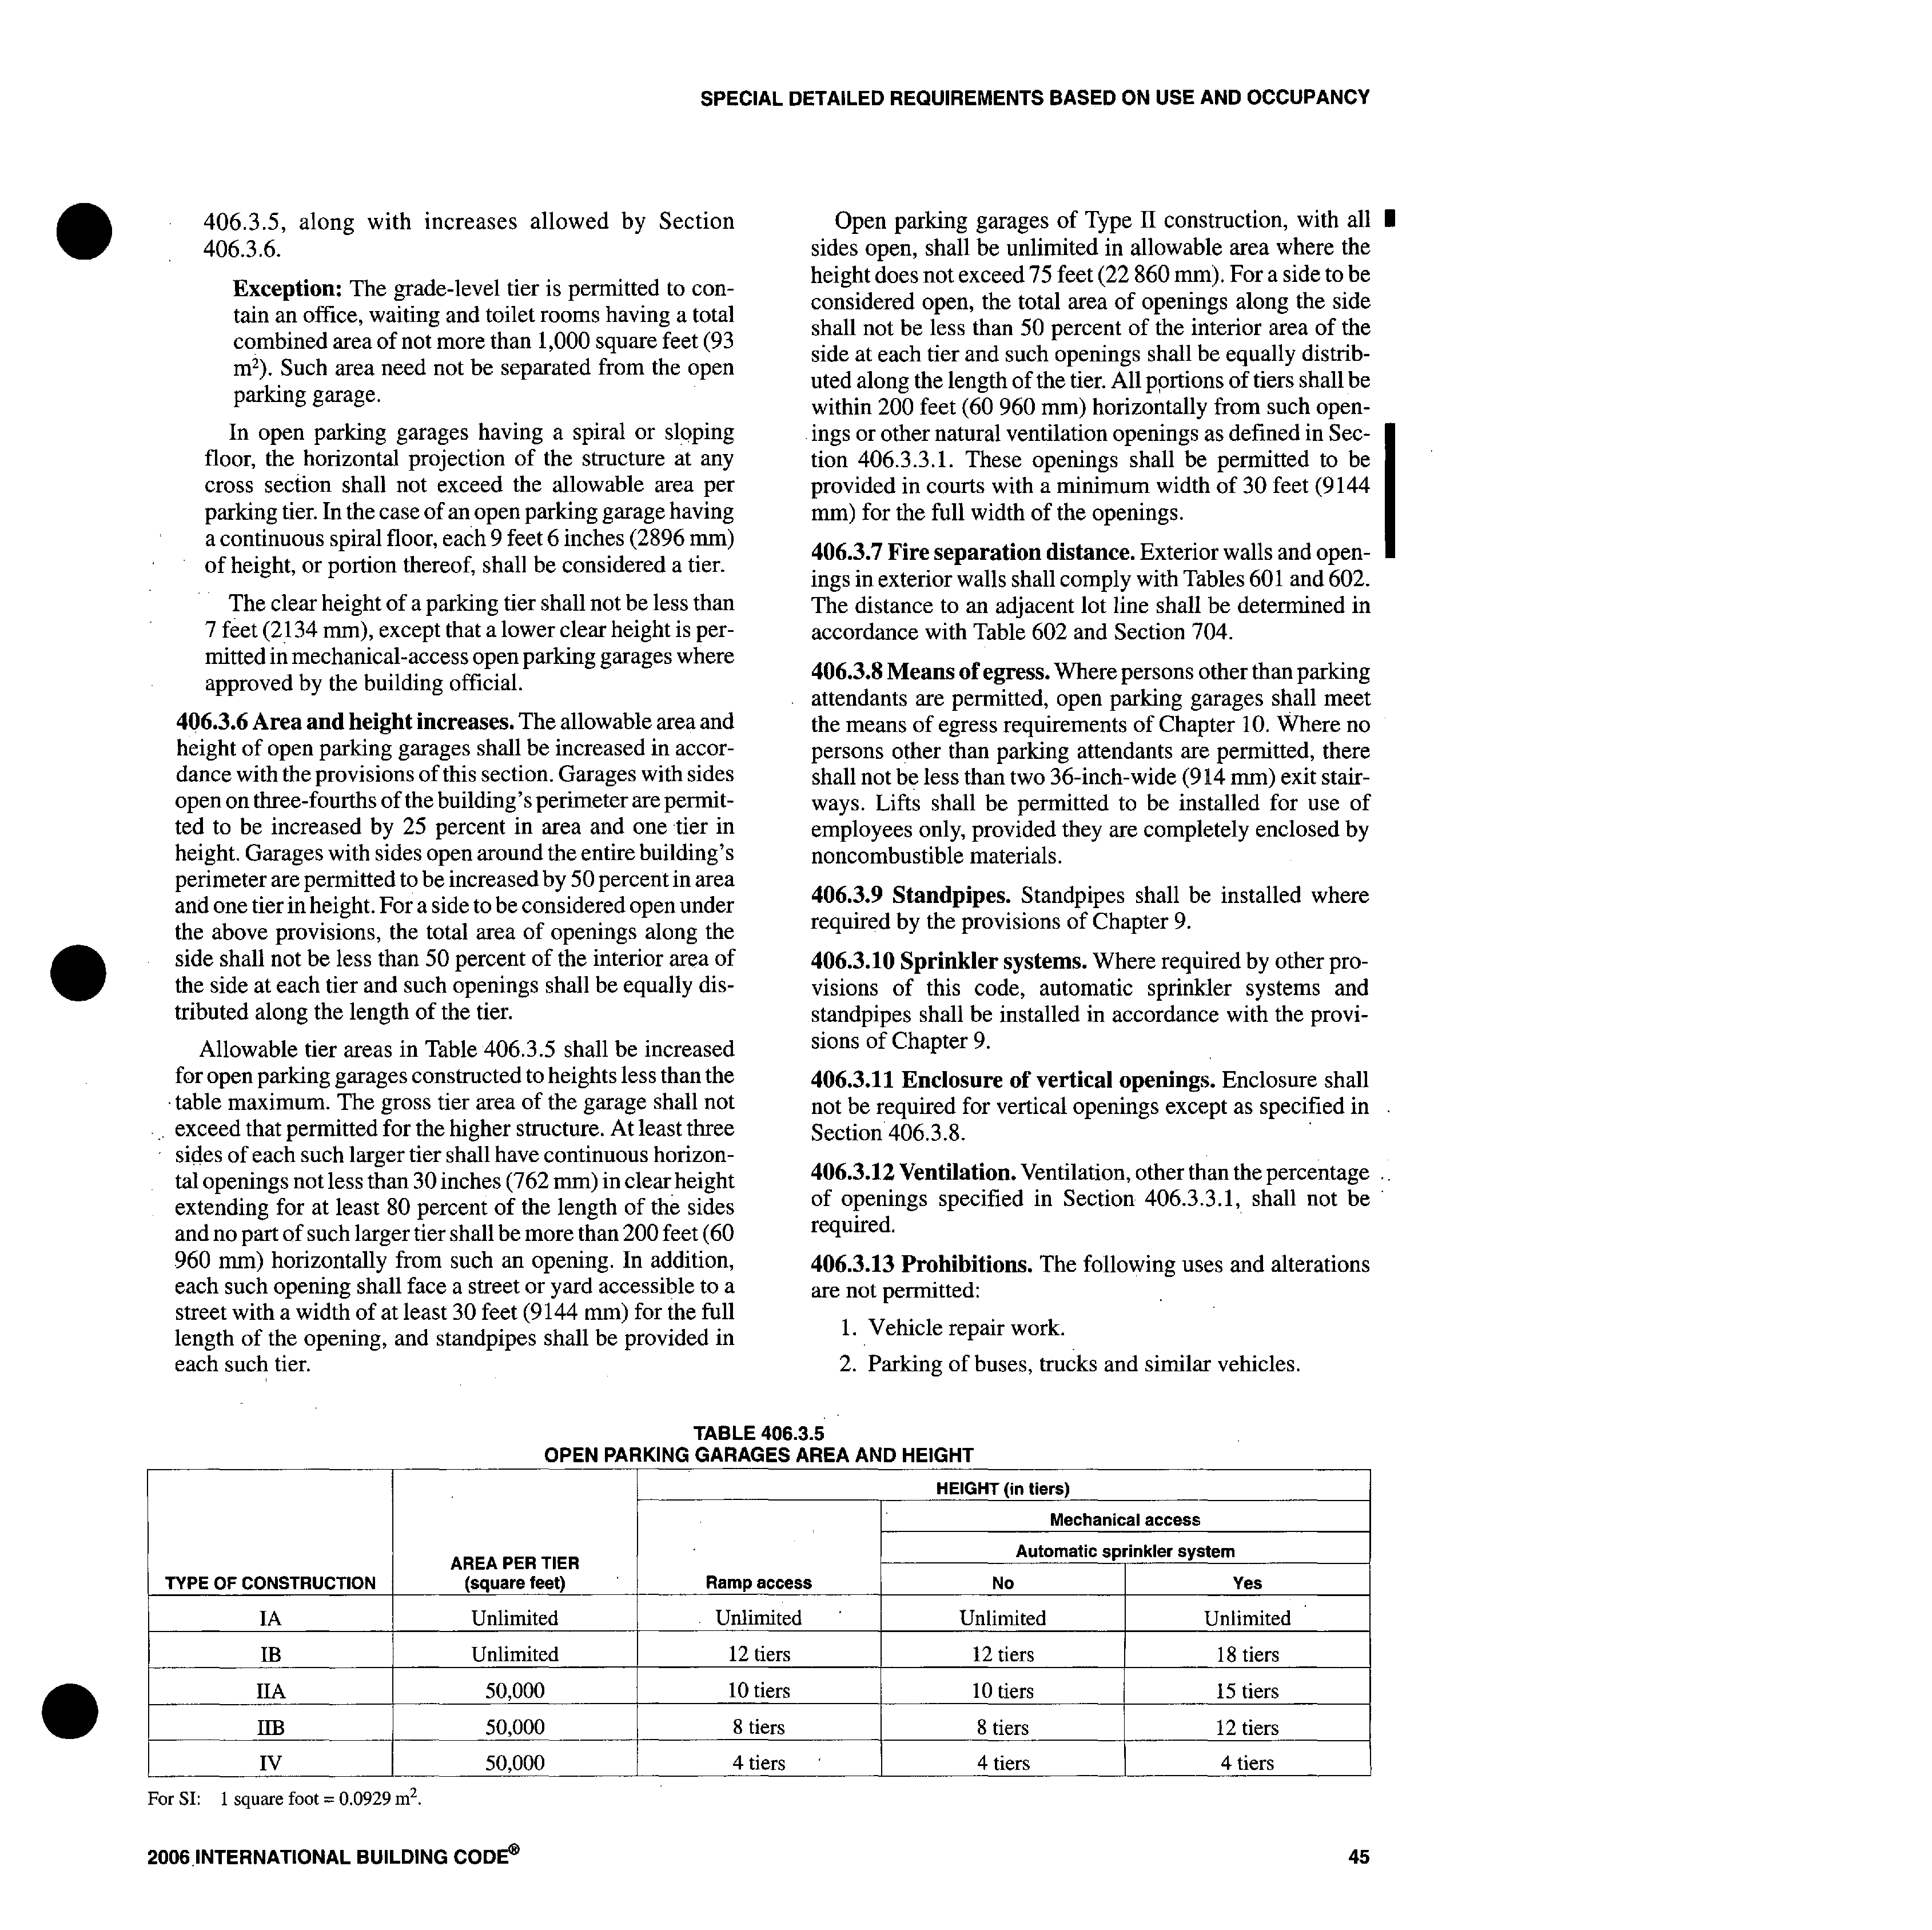 SPECIAL DETAILED REQUIREMENTS BASED ON USE AND OCCUPANCY
406.3.5, along with increases allowed by Section
406.3.6.
Exception: The grade-level tier is permitted to con-
tain an office, waiting and toilet rooms having a total
combined area of not more than 1,000 square feet (93
m²). Such area need not be separated from the open
parking garage.
In open parking garages having a spiral or sloping
floor, the horizontal projection of the structure at any
cross section shall not exceed the allowable area per
parking tier. In the case of an open parking garage having
a continuous spiral floor, each 9 feet 6 inches (2896 mm)
of height, or portion thereof, shall be considered a tier.
The clear height of a parking tier shall not be less than
7 feet (2134 mm), except that a lower clear height is per-
mitted in mechanical-access open parking garages where
approved by the building official.
406.3.6 Area and height increases. The allowable area and
height of open parking garages shall be increased in accor-
dance with the provisions of this section. Garages with sides
open on three-fourths of the building's perimeter are permit-
ted to be increased by 25 percent in area and one tier in
height. Garages with sides open around the entire building's
perimeter are permitted to be increased by 50 percent in area
and one tier in height. For a side to be considered open under
the above provisions, the total area of openings along the
side shall not be less than 50 percent of the interior area of
the side at each tier and such openings shall be equally dis-
tributed along the length of the tier.
Allowable tier areas in Table 406.3.5 shall be increased
for open parking garages constructed to heights less than the
table maximum. The gross tier area of the garage shall not
exceed that permitted for the higher structure. At least three
sides of each such larger tier shall have continuous horizon-
tal openings not less than 30 inches (762 mm) in clear height
extending for at least 80 percent of the length of the sides
and no part of such larger tier shall be more than 200 feet (60
960 mm) horizontally from such an opening. In addition,
each such opening shall face a street or yard accessible to a
street with a width of at least 30 feet (9144 mm) for the full
length of the opening, and standpipes shall be provided in
each such tier.
Open parking garages of Type II construction, with all
sides open, shall be unlimited in allowable area where the
height does not exceed 75 feet (22 860 mm). For a side to be
considered open, the total area of openings along the side
shall not be less than 50 percent of the interior area of the
side at each tier and such openings shall be equally distrib-
uted along the length of the tier. All portions of tiers shall be
within 200 feet (60 960 mm) horizontally from such open-
ings or other natural ventilation openings as defined in Sec-
tion 406.3.3.1. These openings shall be permitted to be
provided in courts with a minimum width of 30 feet (9144
mm) for the full width of the openings.
406.3.7 Fire separation distance. Exterior walls and open-
ings in exterior walls shall comply with Tables 601 and 602.
The distance to an adjacent lot line shall be determined in
accordance with Table 602 and Section 704.
406.3.8 Means of egress. Where persons other than parking
attendants are permitted, open parking garages shall meet
the means of egress requirements of Chapter 10. Where no
persons other than parking attendants are permitted, there
shall not be less than two 36-inch-wide (914 mm) exit stair-
ways. Lifts shall be permitted to be installed for use of
employees only, provided they are completely enclosed by
noncombustible materials.
406.3.9 Standpipes. Standpipes shall be installed where
required by the provisions of Chapter 9.
406.3.10 Sprinkler systems. Where required by other pro-
visions of this code, automatic sprinkler systems and
standpipes shall be installed in accordance with the provi-
sions of Chapter 9.
406.3.11 Enclosure of vertical openings. Enclosure shall
not be required for vertical openings except as specified in
Section 406.3.8.
406.3.12 Ventilation. Ventilation, other than the percentage
of openings specified in Section 406.3.3.1, shall not be
required.
406.3.13 Prohibitions. The following uses and alterations
are not permitted:
1. Vehicle repair work.
2. Parking of buses, trucks and similar vehicles.
TABLE 406.3.5
OPEN PARKING GARAGES AREA AND HEIGHT
HEIGHT (in tiers)
Mechanical access
Automatic sprinkler system
AREA PER TIER
TYPE OF CONSTRUCTION (square feet) Ramp access No Yes
IA Unlimited Unlimited Unlimited Unlimited
IB Unlimited 12 tiers 12 tiers 18 tiers
IIA 50,000 10 tiers 10 tiers 15 tiers
IIB 50,000 8 tiers 8 tiers 12 tiers
IV 50,000 4 tiers 4 tiers 4 tiers
For SI: 1 square foot = 0.0929 m².
2006 INTERNATIONAL BUILDING CODE® 45